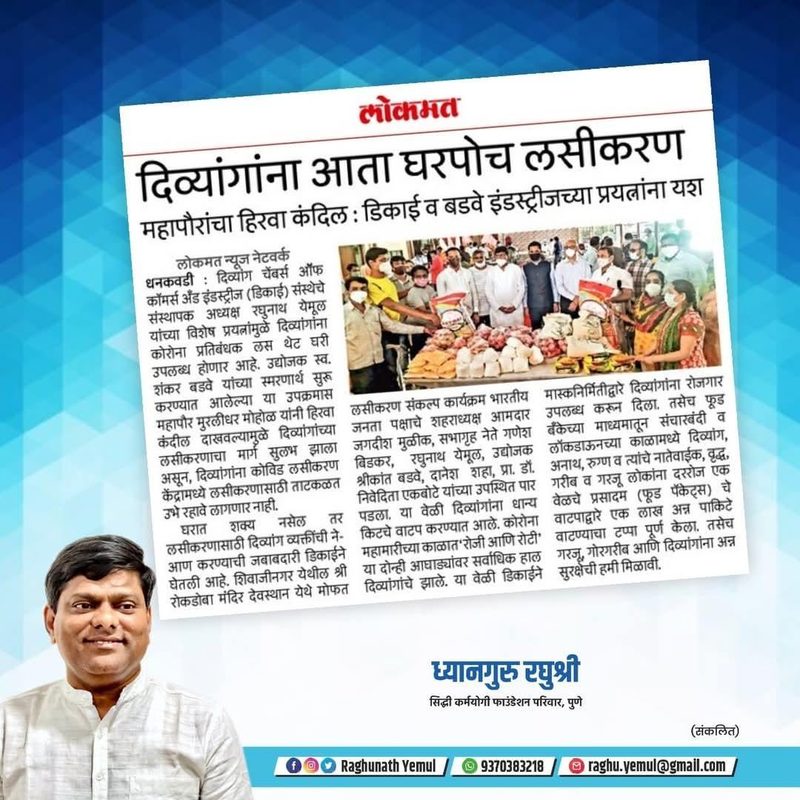 लोकमत
दिव्यांगांना आता घरपोच लसीकरण
महापौरांचा हिरवा कंदिल : डिकाई व बडवे इंडस्ट्रीजच्या प्रयत्नांना यश
लोकमत न्यूज नेटवर्क
धनकवडी : दिव्यांग चेंबर्स ऑफ
कॉमर्स अँड इंडस्ट्रीज (डिकाई) संस्थेचे
संस्थापक अध्यक्ष रघुनाथ येमूल
यांच्या विशेष प्रयत्नांमुळे दिव्यांगांना
कोरोना प्रतिबंधक लस थेट घरी
उपलब्ध होणार आहे. उद्योजक स्व.
शंकर बडवे यांच्या स्मरणार्थ सुरू
करण्यात आलेल्या या उपक्रमास
महापौर मुरलीधर मोहोळ यांनी हिरवा
कंदील दाखवल्यामुळे दिव्यांगांच्या
लसीकरणाचा मार्ग सुलभ झाला
असून, दिव्यांगांना कोविड लसीकरण
केंद्रामध्ये लसीकरणासाठी ताटकळत
उभे रहावे लागणार नाही.
घरात शक्य नसेल तर
लसीकरणासाठी दिव्यांग व्यक्तींची ने-
आण करण्याची जबाबदारी डिकाईने
घेतली आहे. शिवाजीनगर येथील श्री
रोकडोबा मंदिर देवस्थान येथे मोफत
लसीकरण संकल्प कार्यक्रम भारतीय
जनता पक्षाचे शहराध्यक्ष आमदार
जगदीश मुळीक, सभागृह नेते गणेश
बिडकर, रघुनाथ येमूल, उद्योजक
श्रीकांत बडवे, दानेश शहा, प्रा. डॉ.
निवेदिता एकबोटे यांच्या उपस्थित पार
पडला. या वेळी दिव्यांगांना धान्य
किटचे वाटप करण्यात आले. कोरोना
महामारीच्या काळात 'रोजी आणि रोटी'
या दोन्ही आघाड्यांवर सर्वाधिक हाल
दिव्यांगांचे झाले. या वेळी डिकाईने
मास्कनिर्मितीद्वारे दिव्यांगांना रोजगार
उपलब्ध करून दिला. तसेच फूड
बँकेच्या माध्यमातून संचारबंदी व
लॉकडाऊनच्या काळामध्ये दिव्यांग,
अनाथ, रुग्ण व त्यांचे नातेवाईक, वृद्ध,
गरीब व गरजू लोकांना दररोज एक
वेळचे प्रसादम (फूड पॅकेट्स) चे
वाटपाद्वारे एक लाख अन्न पाकिटे
वाटण्याचा टप्पा पूर्ण केला. तसेच
गरजू, गोरगरीब आणि दिव्यांगांना अन्न
सुरक्षेची हमी मिळावी.
ध्यानगुरु रघुश्री
सिद्धी कर्मयोगी फाउंडेशन परिवार, पुणे
(संकलित)
Raghunath Yemul
9370383218
raghu.yemul@gmail.com